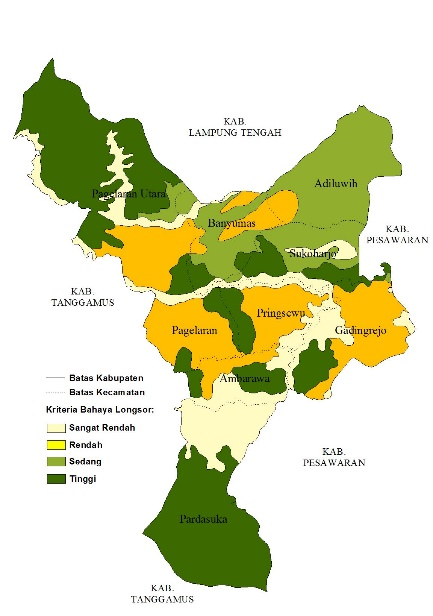 KAB.
LAMPUNG TENGAH
Adiluwih
Pagelaran Utara
Banyumas
KAB.
PESAWARAN
Sukoharjo
KAB.
TANGGAMUS
Pringsewu
Pagelaran
Gadingrejo
Ambarawa
Batas Kabupaten
Batas Kecamatan
Kriteria Bahaya Longsor:
Sangat Rendah
Rendah
Sedang
Tinggi
KAB.
PESAWARAN
Pardasuka
KAB.
TANGGAMUS